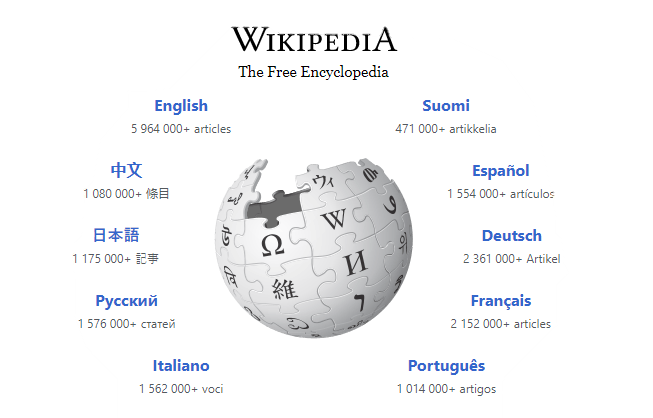 WIKIPEDIA
The Free Encyclopedia
English
5 964 000+ articles
Suomi
471 000+ artikkelia
中文
1 080 000+ 條目
Español
1 554 000+ artículos
日本語
1 175 000+ 記事
Deutsch
2 361 000+ Artikel
Русский
1 576 000+ статей
Français
2 152 000+ articles
Italiano
1 562 000+ voci
Português
1 014 000+ artigos
ウィ
W
Ω
И
維